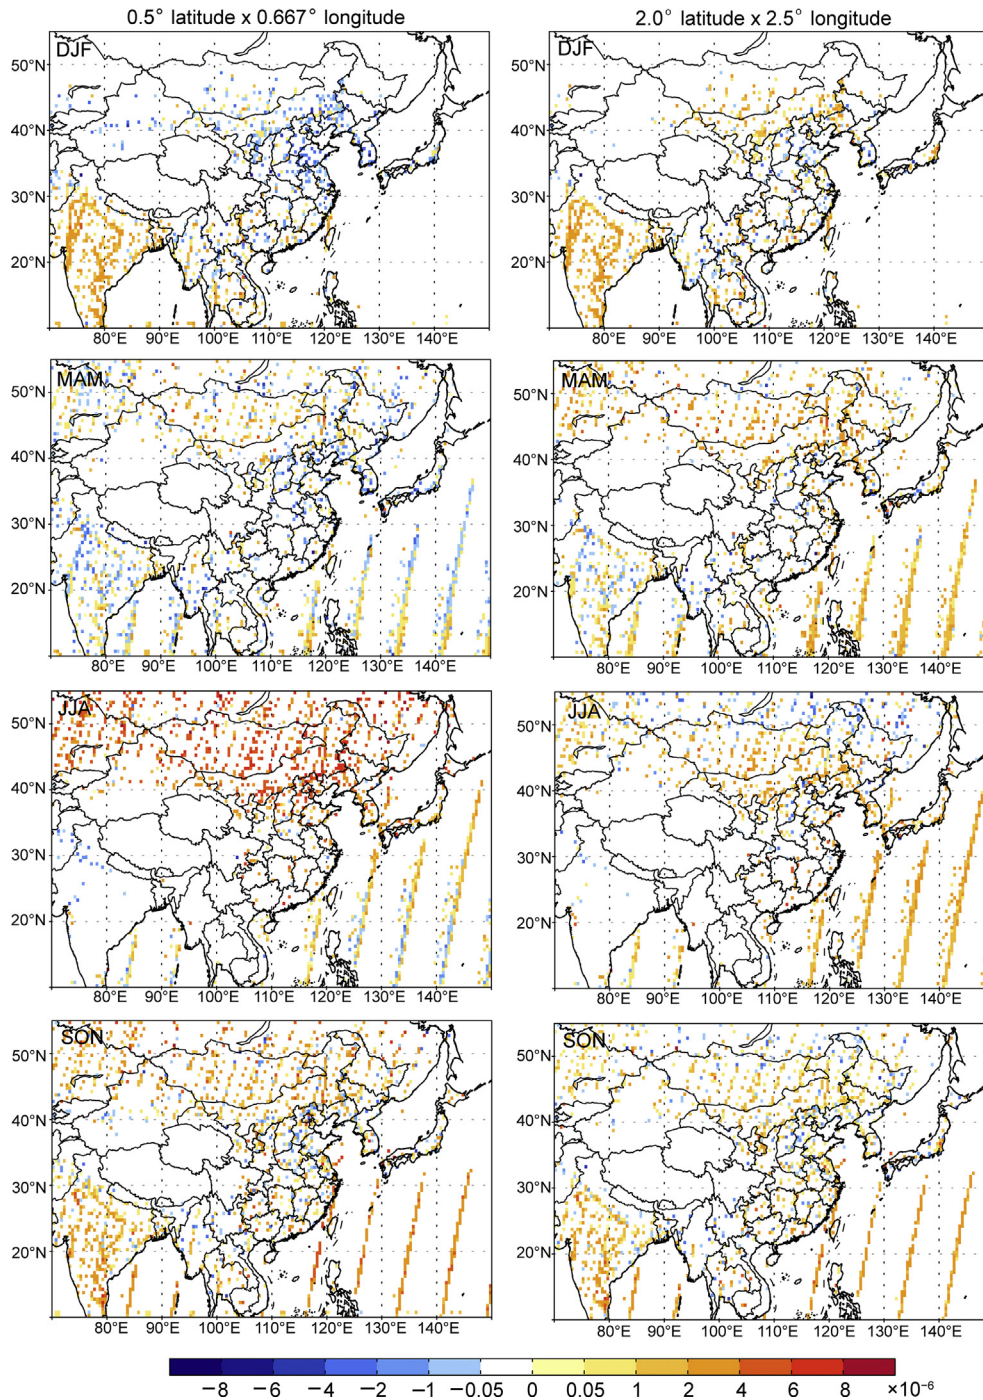 0.5° latitude x 0.667° longitude 2.0° latitude x 2.5° longitude
DJF DJF
50°N 50°N
40°N 40°N
30°N 30°N
20°N 20°N
80°E 90°E 100°E 110°E 120°E 130°E 140°E 80°E 90°E 100°E 110°E 120°E 130°E 140°E
MAM MAM
50°N 50°N
40°N 40°N
30°N 30°N
20°N 20°N
80°E 90°E 100°E 110°E 120°E 130°E 140°E 80°E 90°E 100°E 110°E 120°E 130°E 140°E
JJA JJA
50°N 50°N
40°N 40°N
30°N 30°N
20°N 20°N
80°E 90°E 100°E 110°E 120°E 130°E 140°E 80°E 90°E 100°E 110°E 120°E 130°E 140°E
SON SON
50°N 50°N
40°N 40°N
30°N 30°N
20°N 20°N
80°E 90°E 100°E 110°E 120°E 130°E 140°E 80°E 90°E 100°E 110°E 120°E 130°E 140°E
−8 −6 −4 −2 −1 −0.05 0 0.05 1 2 4 6 8 ×10⁻⁶